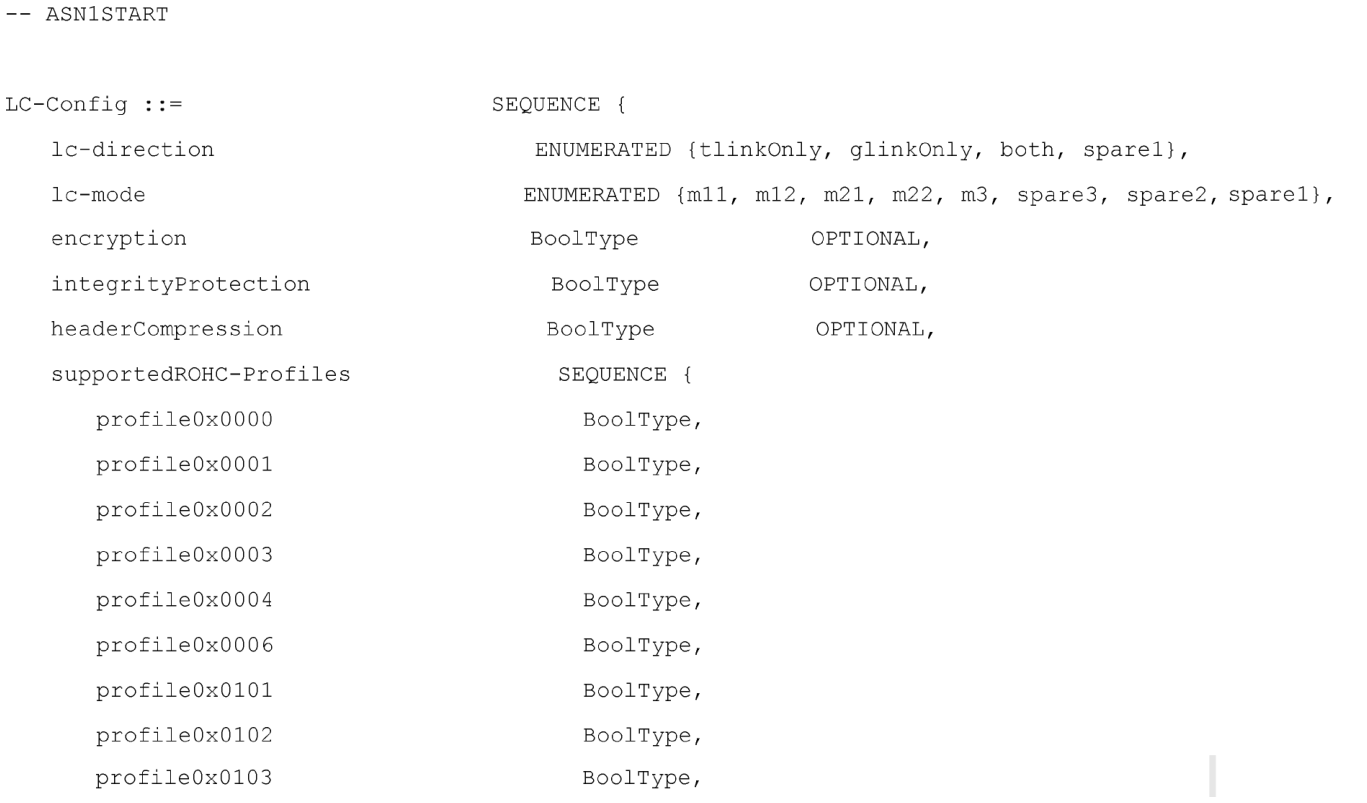 -- ASN1START
LC-Config ::= SEQUENCE {
lc-direction ENUMERATED {tlinkOnly, glinkOnly, both, spare1},
lc-mode ENUMERATED {m11, m12, m21, m22, m3, spare3, spare2, spare1},
encryption BoolType OPTIONAL,
integrityProtection BoolType OPTIONAL,
headerCompression BoolType OPTIONAL,
supportedROHC-Profiles SEQUENCE {
profile0x0000 BoolType,
profile0x0001 BoolType,
profile0x0002 BoolType,
profile0x0003 BoolType,
profile0x0004 BoolType,
profile0x0006 BoolType,
profile0x0101 BoolType,
profile0x0102 BoolType,
profile0x0103 BoolType,